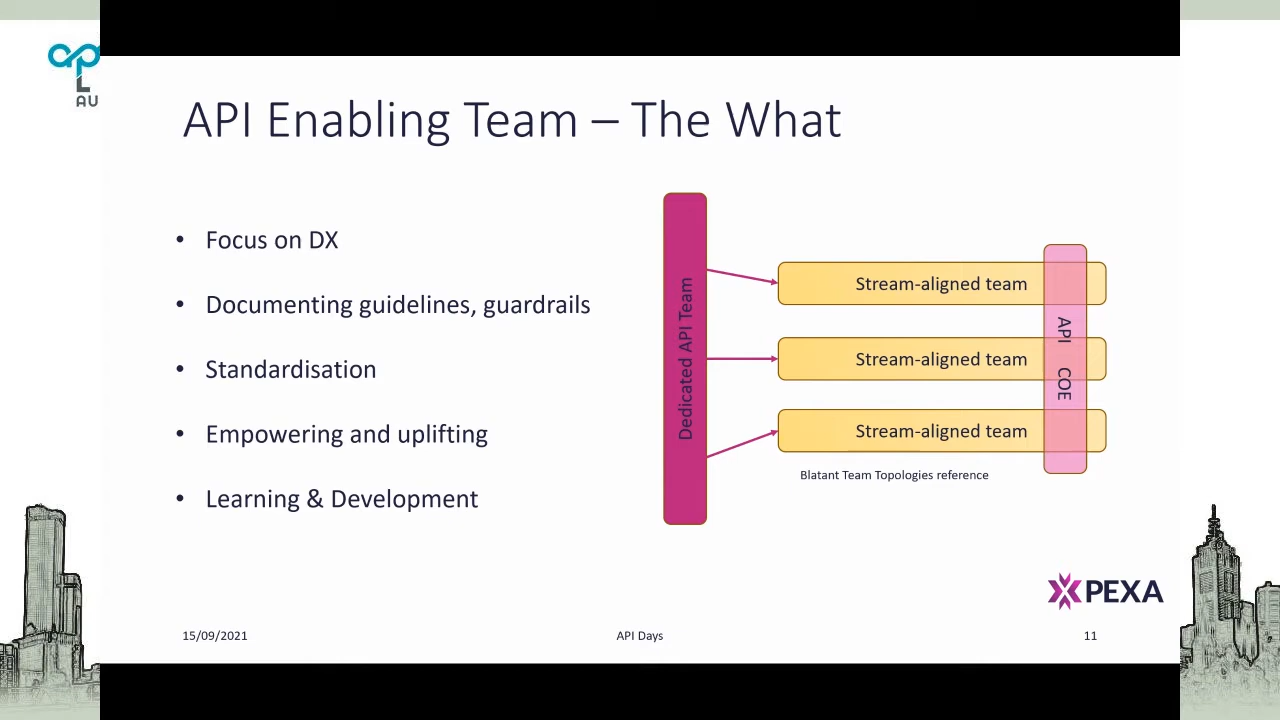 API Enabling Team – The What
• Focus on DX
• Documenting guidelines, guardrails
• Standardisation
• Empowering and uplifting
• Learning & Development
Dedicated API Team
Stream-aligned team
Stream-aligned team
Stream-aligned team
API COE
Blatant Team Topologies reference
PEXA
15/09/2021
API Days
11
L
AU